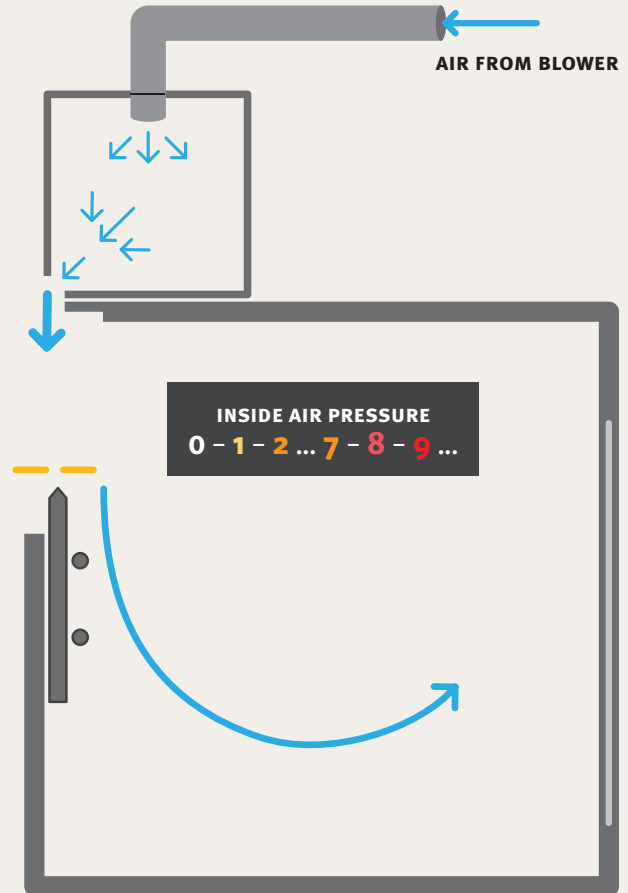 AIR FROM BLOWER
INSIDE AIR PRESSURE
0 – 1 – 2 ... 7 – 8 – 9 ...